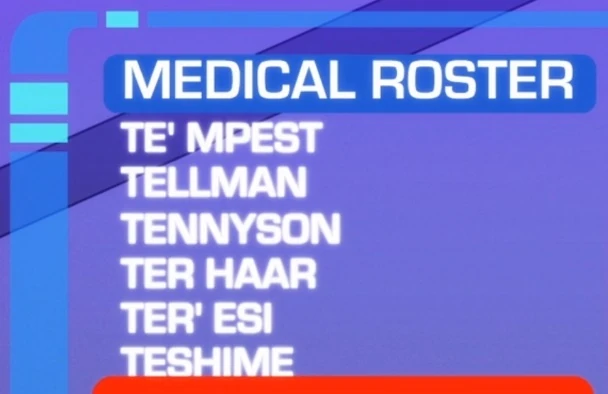 MEDICAL ROSTER
TE' MPEST
TELLMAN
TENNYSON
TER HAAR
TER' ESI
TESHIME